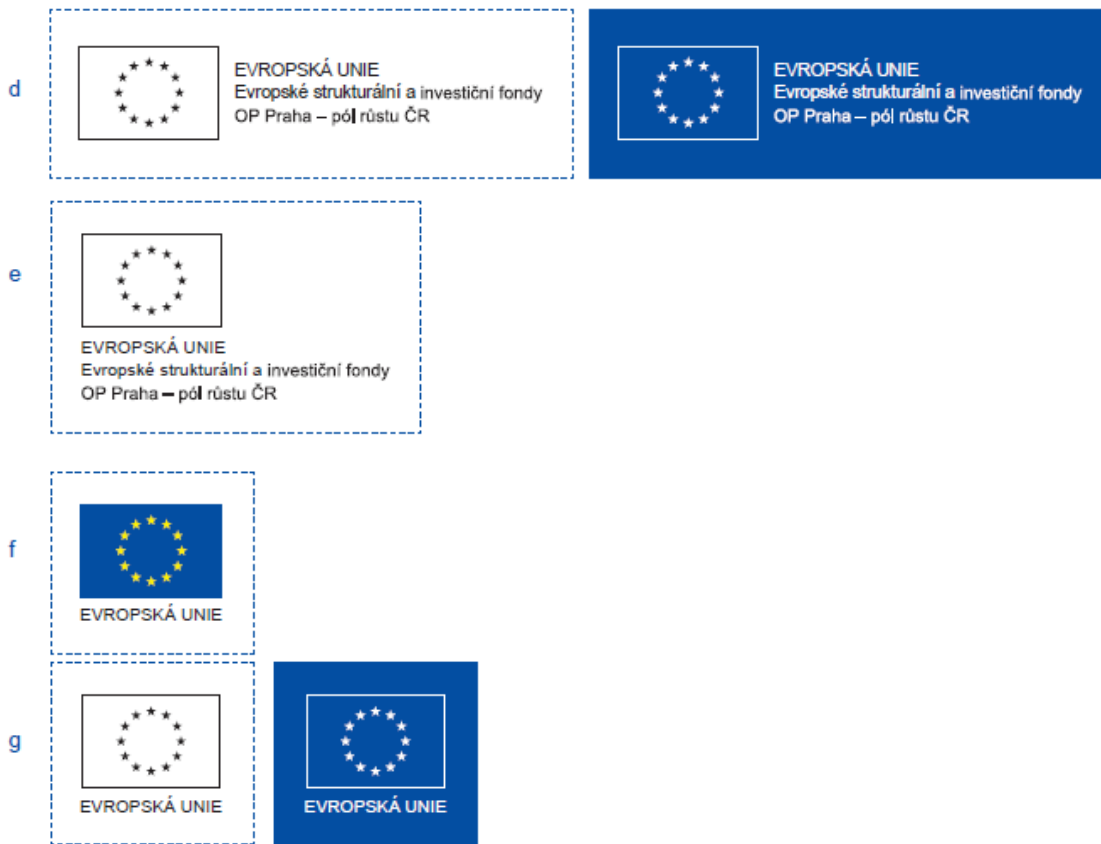 d
EVROPSKÁ UNIE
Evropské strukturální a investiční fondy
OP Praha – pól růstu ČR
EVROPSKÁ UNIE
Evropské strukturální a investiční fondy
OP Praha – pól růstu ČR
e
EVROPSKÁ UNIE
Evropské strukturální a investiční fondy
OP Praha – pól růstu ČR
f
EVROPSKÁ UNIE
g
EVROPSKÁ UNIE
EVROPSKÁ UNIE